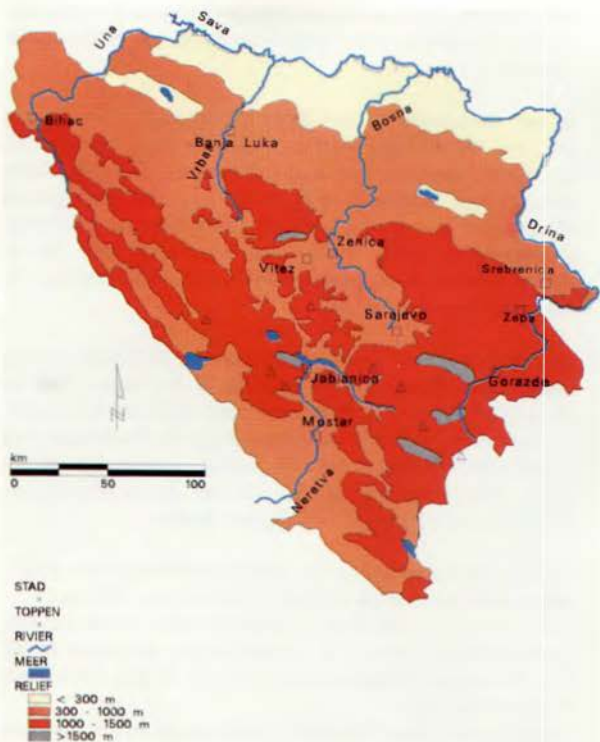 Una
Sava
Bihac
Banja Luka
Vrbas
Bosna
Drina
Zenica
Vitez
Srebrenica
Sarajevo
Zepa
Jablanica
Gorazde
Mostar
Neretva
km
0 50 100
STAD
TOPPEN
RIVIER
MEER
RELIEF
< 300 m
300 - 1000 m
1000 - 1500 m
>1500 m